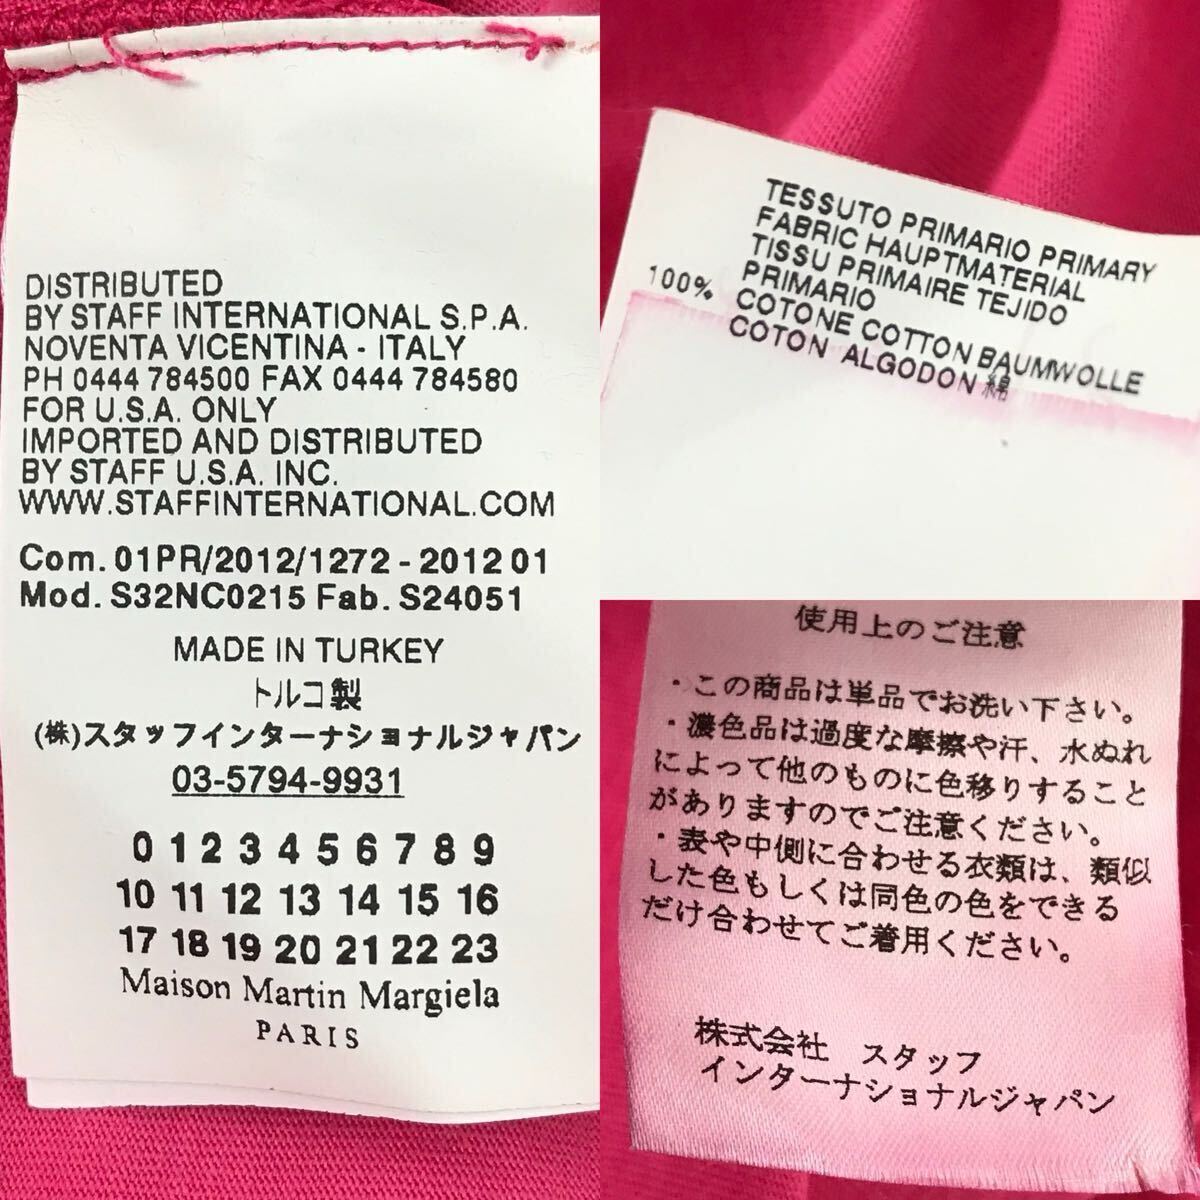 DISTRIBUTED
BY STAFF INTERNATIONAL S.P.A.
NOVENTA VICENTINA - ITALY
PH 0444 784500 FAX 0444 784580
FOR U.S.A. ONLY
IMPORTED AND DISTRIBUTED
BY STAFF U.S.A. INC.
WWW.STAFFINTERNATIONAL.COM
Com. 01PR/2012/1272 - 2012 01
Mod. S32NC0215 Fab. S24051
MADE IN TURKEY
トルコ製
(株)スタッフインターナショナルジャパン
03-5794-9931
0 1 2 3 4 5 6 7 8 9
10 11 12 13 14 15 16
17 18 19 20 21 22 23
Maison Martin Margiela
PARIS
TESSUTO PRIMARIO PRIMARY
FABRIC HAUPTMATERIAL
TISSU PRIMAIRE TEJIDO
PRIMARIO
100% COTONE COTTON BAUMWOLLE
COTON ALGODON 綿
使用上のご注意
・この商品は単品でお洗い下さい。
・濃色品は過度な摩擦や汗、水ぬれ
によって他のものに色移りすること
がありますのでご注意ください。
・表や中側に合わせる衣類は、類似
した色もしくは同色の色をできる
だけ合わせてご着用ください。
株式会社 スタッフ
インターナショナルジャパン